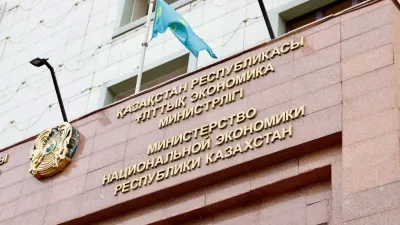 ҚАЗАҚСТАН РЕСПУБЛИКАСЫ
ҰЛТТЫҚ ЭКОНОМИКА
МИНИСТРЛІГІ
МИНИСТЕРСТВО
НАЦИОНАЛЬНОЙ ЭКОНОМИКИ
РЕСПУБЛИКИ КАЗАХСТАН